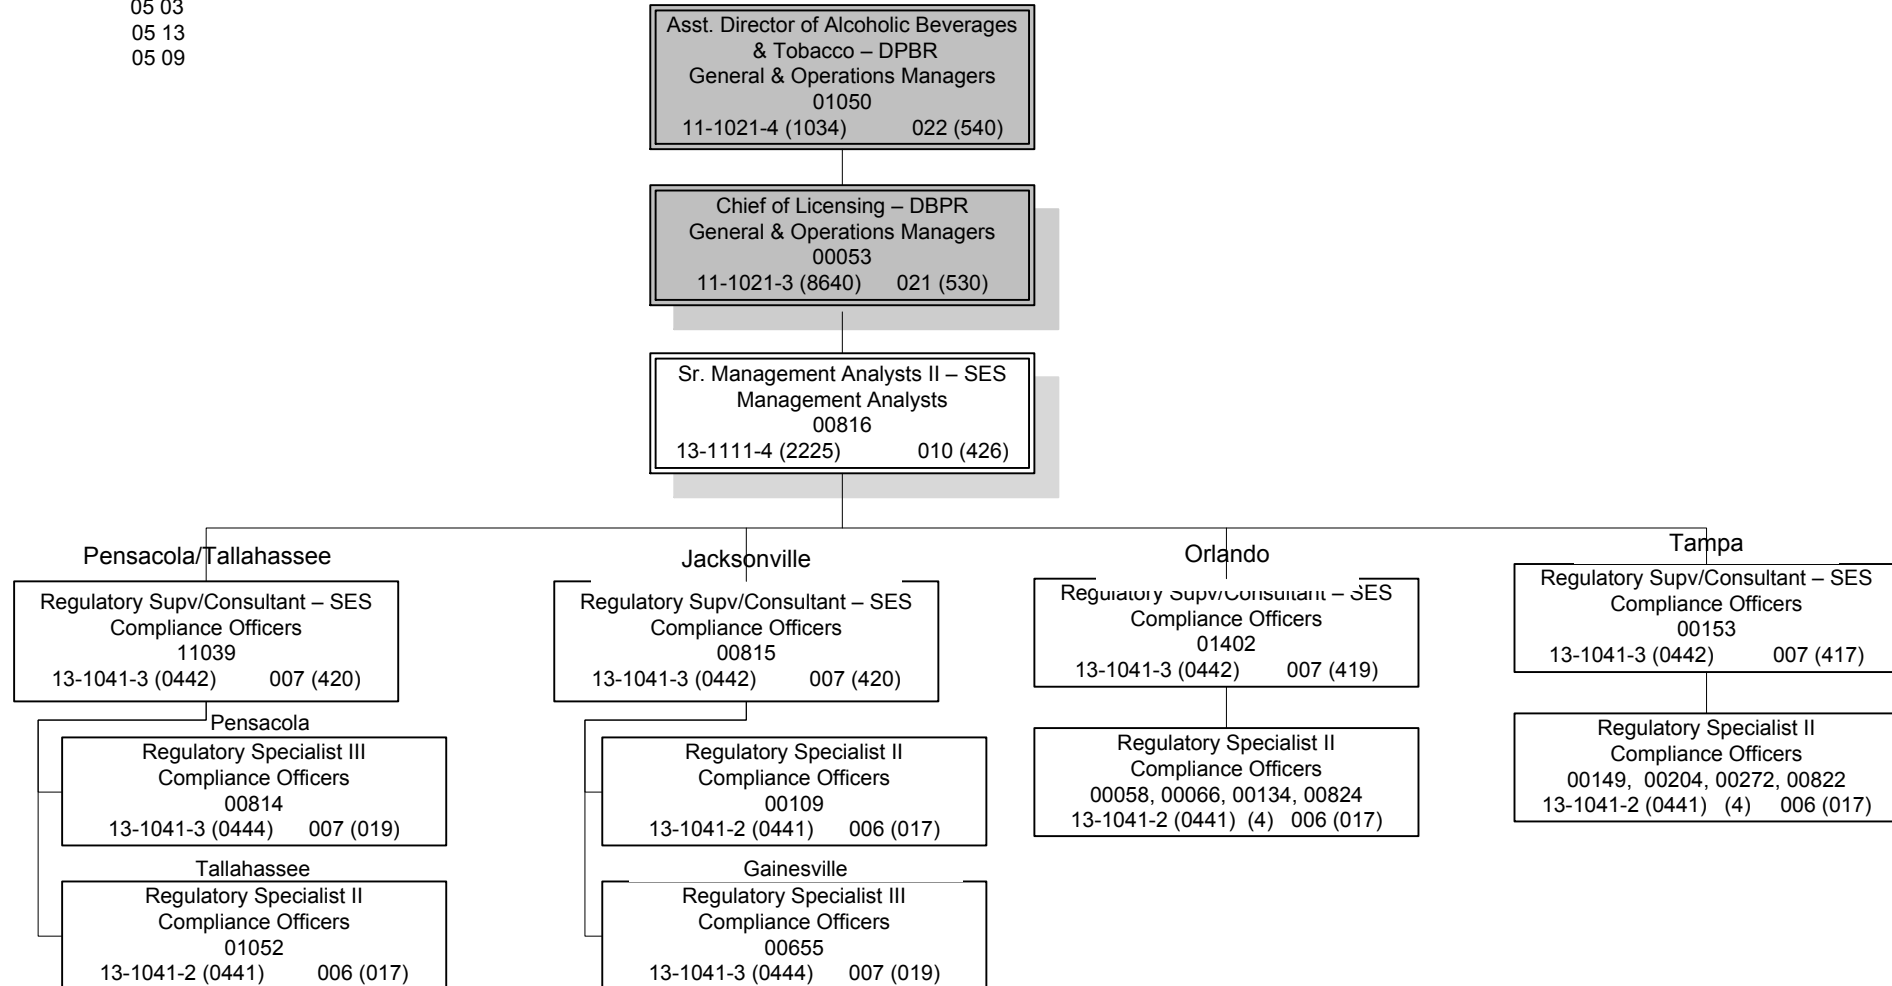 05 03
05 13
05 09
Asst. Director of Alcoholic Beverages
& Tobacco – DPBR
General & Operations Managers
01050
11-1021-4 (1034) 022 (540)
Chief of Licensing – DBPR
General & Operations Managers
00053
11-1021-3 (8640) 021 (530)
Sr. Management Analysts II – SES
Management Analysts
00816
13-1111-4 (2225) 010 (426)
Pensacola/Tallahassee
Regulatory Supv/Consultant – SES
Compliance Officers
11039
13-1041-3 (0442) 007 (420)
Pensacola
Regulatory Specialist III
Compliance Officers
00814
13-1041-3 (0444) 007 (019)
Tallahassee
Regulatory Specialist II
Compliance Officers
01052
13-1041-2 (0441) 006 (017)
Jacksonville
Regulatory Supv/Consultant – SES
Compliance Officers
00815
13-1041-3 (0442) 007 (420)
Regulatory Specialist II
Compliance Officers
00109
13-1041-2 (0441) 006 (017)
Gainesville
Regulatory Specialist III
Compliance Officers
00655
13-1041-3 (0444) 007 (019)
Orlando
Regulatory Supv/Consultant – SES
Compliance Officers
01402
13-1041-3 (0442) 007 (419)
Regulatory Specialist II
Compliance Officers
00058, 00066, 00134, 00824
13-1041-2 (0441) (4) 006 (017)
Tampa
Regulatory Supv/Consultant – SES
Compliance Officers
00153
13-1041-3 (0442) 007 (417)
Regulatory Specialist II
Compliance Officers
00149, 00204, 00272, 00822
13-1041-2 (0441) (4) 006 (017)